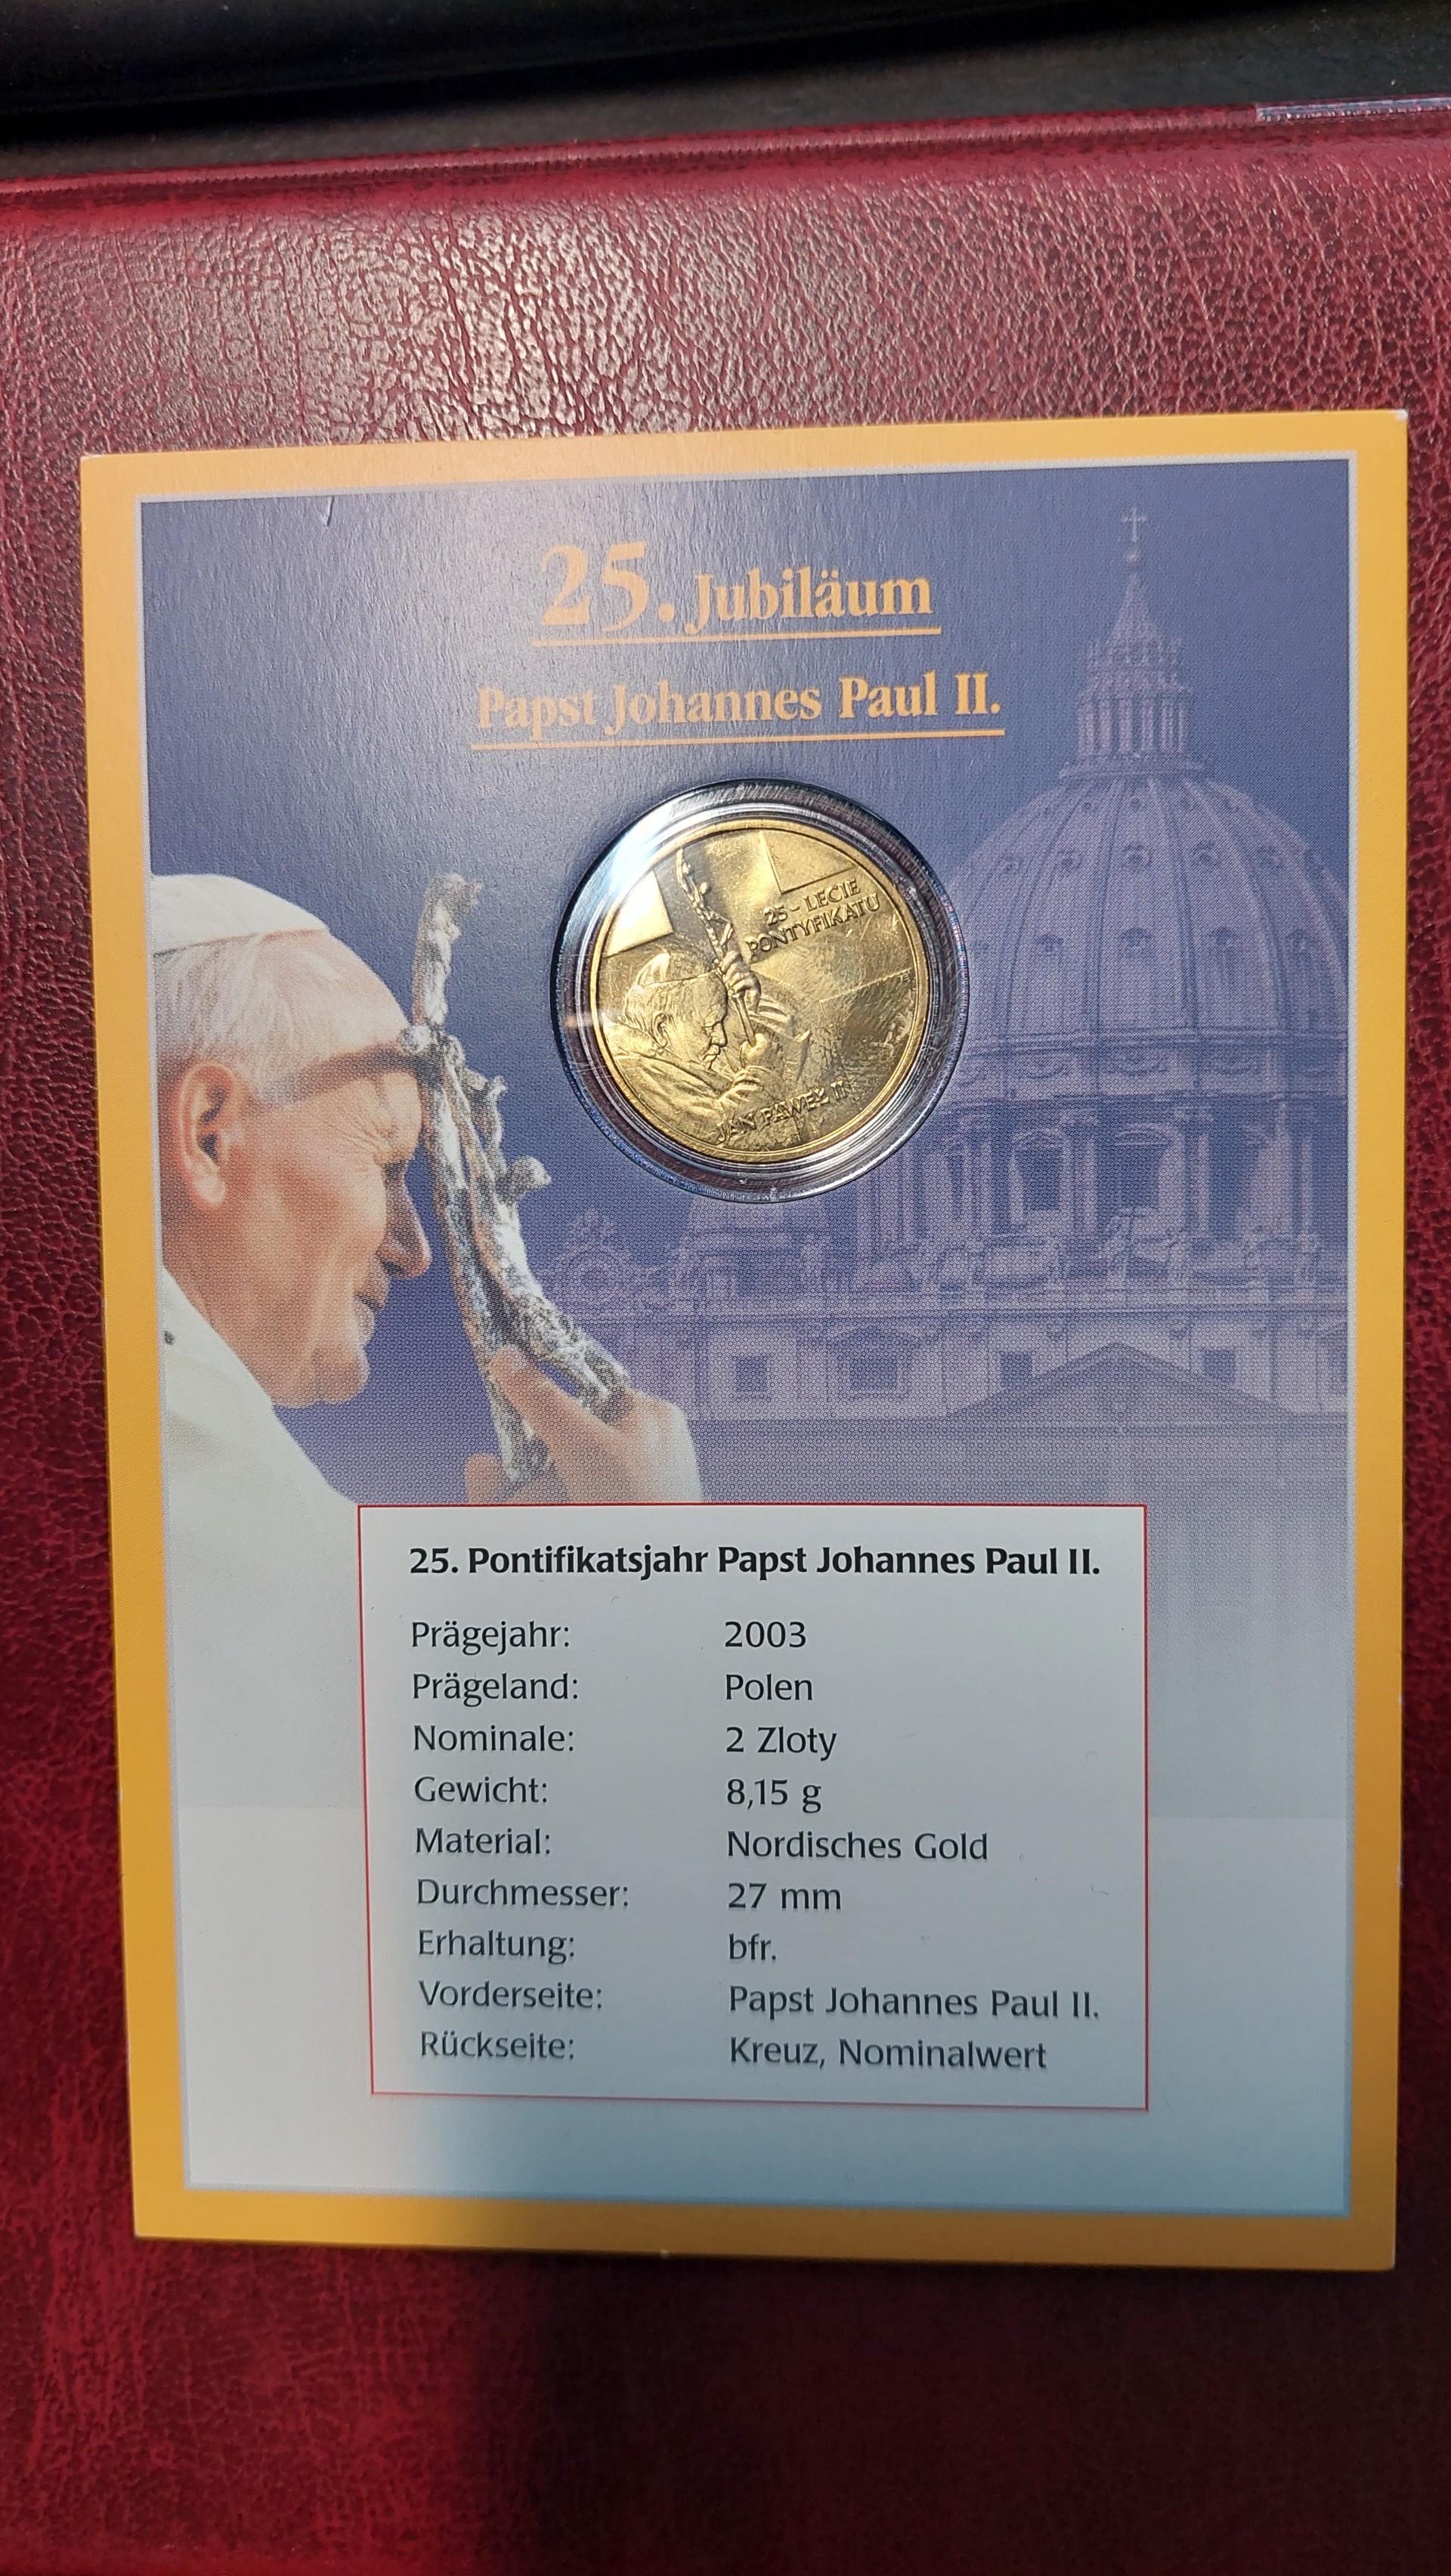 25. Jubiläum
Papst Johannes Paul II.
25 - LECIE
PONTYFIKATU
JAN PAWEŁ II
25. Pontifikatsjahr Papst Johannes Paul II.
Prägejahr: 2003
Prägeland: Polen
Nominale: 2 Zloty
Gewicht: 8,15 g
Material: Nordisches Gold
Durchmesser: 27 mm
Erhaltung: bfr.
Vorderseite: Papst Johannes Paul II.
Rückseite: Kreuz, Nominalwert